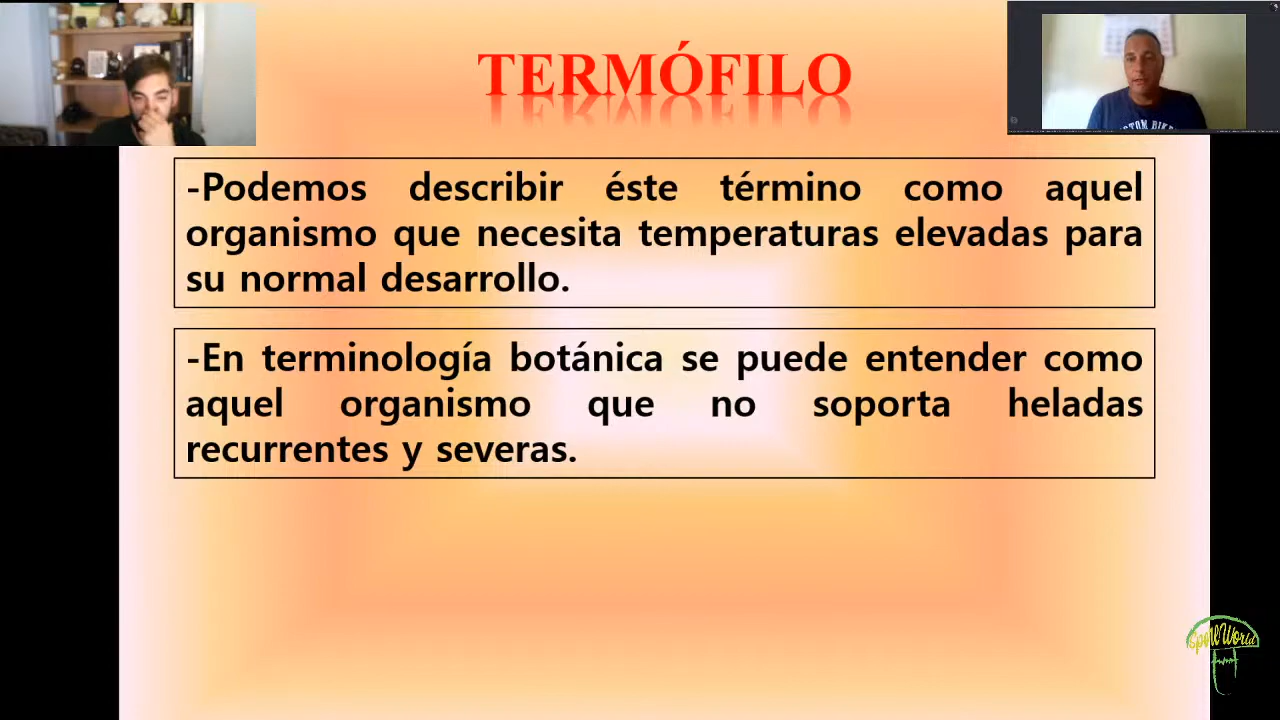 TERMÓFILO
-Podemos describir éste término como aquel
organismo que necesita temperaturas elevadas para
su normal desarrollo.
-En terminología botánica se puede entender como
aquel organismo que no soporta heladas
recurrentes y severas.